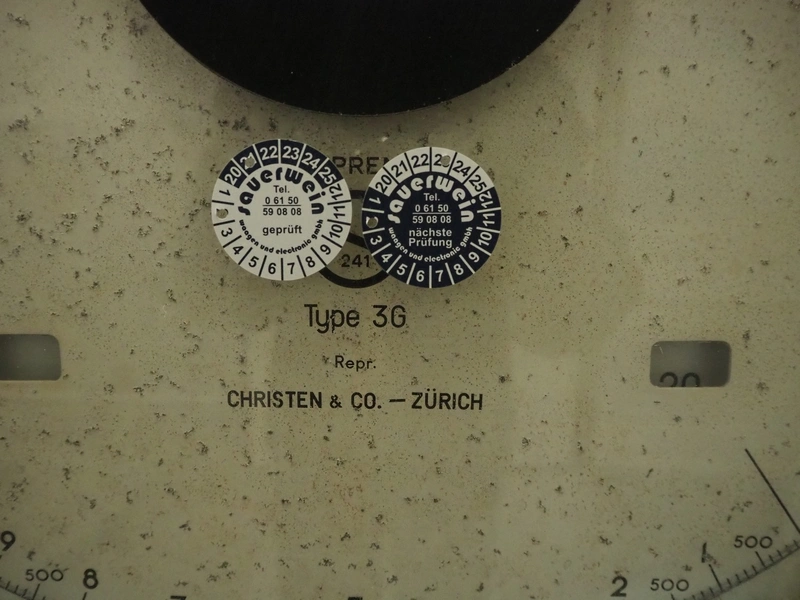 20 21 22 23 24 25
sauerwein
Tel.
0 61 50
59 08 08
geprüft
waagen und electronic gmbh
1 2 3 4 5 6 7 8 9 10 11 12
20 21 22 23 24 25
sauerwein
Tel.
0 61 50
59 08 08
nächste
Prüfung
waagen und electronic gmbh
1 2 3 4 5 6 7 8 9 10 11 12
241
Type 3G
Repr.
CHRISTEN & CO. — ZÜRICH
20
9 500 8
2 500 1 500